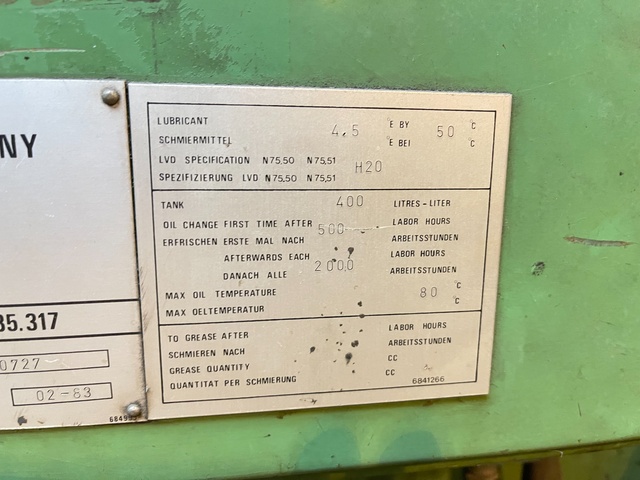 NY
35.317
0727
02-83
LUBRICANT 4,5 °E BY 50 °C
SCHMIERMITTEL °E BEI °C
LVD SPECIFICATION N75,50 N75,51 H20
SPEZIFIZIERUNG LVD N75,50 N75,51
TANK 400 LITRES-LITER
OIL CHANGE FIRST TIME AFTER 500 LABOR HOURS
ERFRISCHEN ERSTE MAL NACH ARBEITSSTUNDEN
AFTERWARDS EACH 2000 LABOR HOURS
DANACH ALLE ARBEITSSTUNDEN
MAX OIL TEMPERATURE 80 °C
MAX OELTEMPERATUR °C
TO GREASE AFTER LABOR HOURS
SCHMIEREN NACH ARBEITSSTUNDEN
GREASE QUANTITY CC
QUANTITAT PER SCHMIERUNG CC
6841266